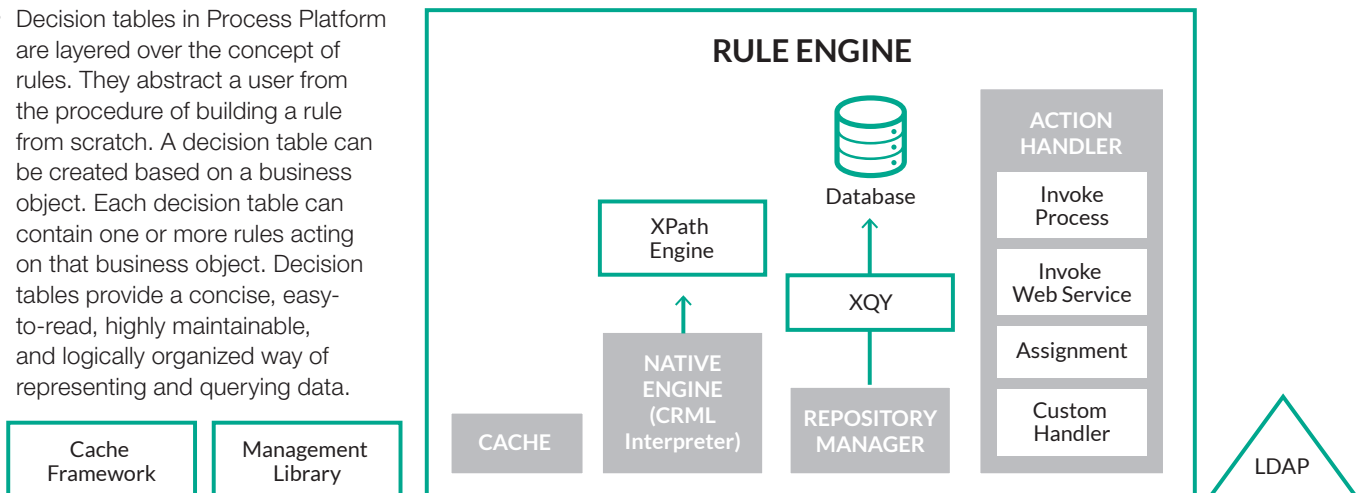 Decision tables in Process Platform
are layered over the concept of
rules. They abstract a user from
the procedure of building a rule
from scratch. A decision table can
be created based on a business
object. Each decision table can
contain one or more rules acting
on that business object. Decision
tables provide a concise, easy-
to-read, highly maintainable,
and logically organized way of
representing and querying data.
Cache
Framework
Management
Library
RULE ENGINE
Database
XPath
Engine
XQY
CACHE
NATIVE
ENGINE
(CRML
Interpreter)
REPOSITORY
MANAGER
ACTION
HANDLER
Invoke
Process
Invoke
Web Service
Assignment
Custom
Handler
LDAP